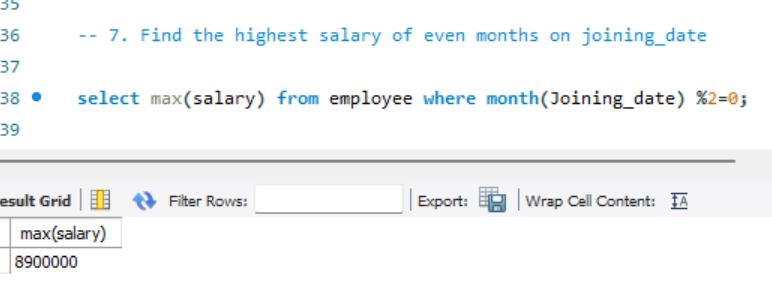 35
36 -- 7. Find the highest salary of even months on joining_date
37
38 select max(salary) from employee where month(Joining_date) %2=0;
39
esult Grid Filter Rows: Export: Wrap Cell Content: IA
max(salary)
8900000